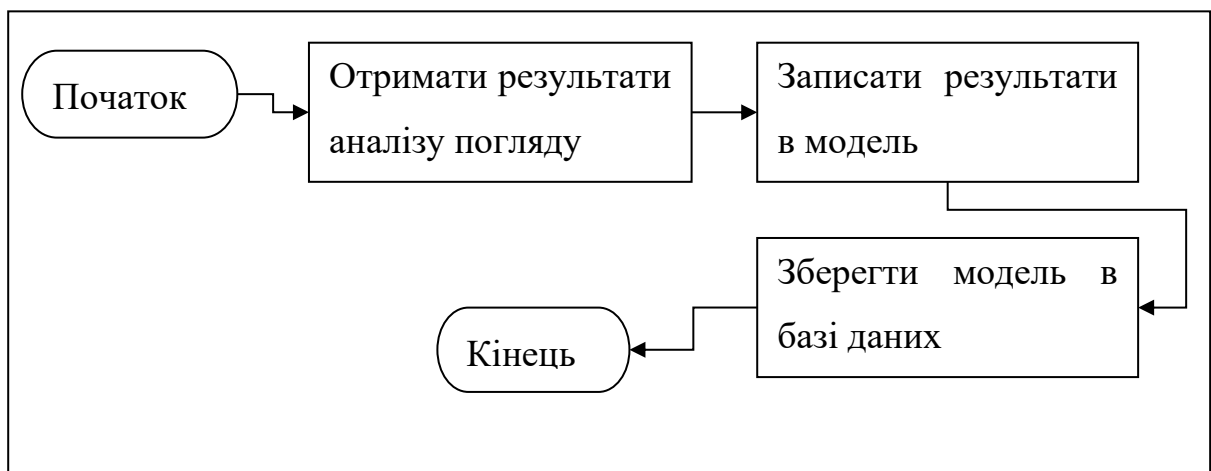 Початок
Отримати результати
аналізу погляду
Записати результати
в модель
Зберегти модель в
базі даних
Кінець